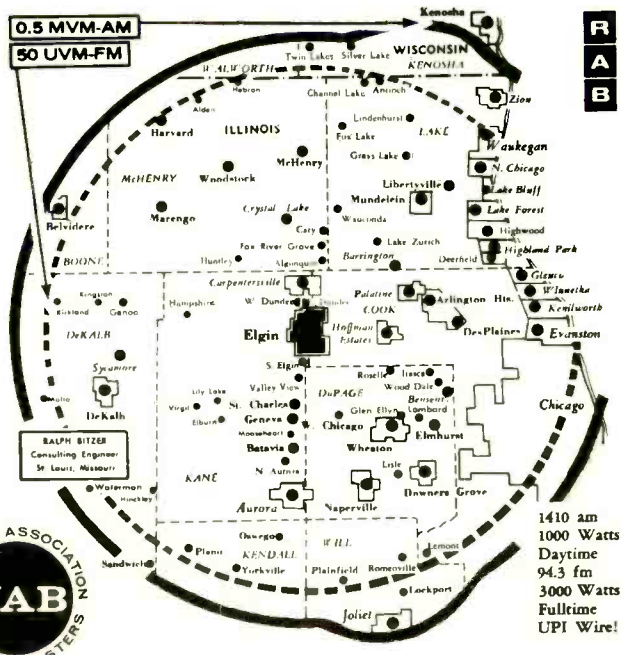 0.5 MVM-AM
50 UVM-FM
R
A
B
Kenosha
WISCONSIN
KENOSHA
Twin Lakes Silver Lake
WALWORTH
Hebron
Channel Lake Antioch
Zion
Alden
Harvard
ILLINOIS
Lindenhurst
LAKE
Fox Lake
Waukegan
McHENRY
McHenry
Grass Lake
N. Chicago
Woodstock
Libertyville
Lake Bluff
Mundelein
Marengo
Crystal Lake
Wauconda
Lake Forest
Belvidere
Cary
Highwood
Fox River Grove
Lake Zurich
Highland Park
BOONE
Huntley
Algonquin
Barrington
Deerfield
Glencoe
Carpentersville
Palatine
Winnetka
Kingston
Hampshire
W. Dundee
COOK
Arlington Hts.
Kenilworth
Kirkland Genoa
Elgin
Hoffman
Estates
DesPlaines
Evanston
DeKALB
Sycamore
S. Elgin
Roselle Itasca
Valley View
Wood Dale
DuPAGE
Bensenville
Malta
Lily Lake
St. Charles
Lombard
Chicago
DeKalb
Virgil
Geneva
Glen Ellyn
Elburn
W. Chicago
Elmhurst
Mooseheart
Wheaton
RALPH BITZER
Consulting Engineer
St Louis, Missouri
Batavia
Lisle
KANE
N. Aurora
Downers Grove
Waterman
Hinckley
Aurora
Naperville
1410 am
1000 Watts
Daytime
94.3 fm
3000 Watts
Fulltime
UPI Wire!
Oswego
WILL
Plano
KENDALL
Lemont
Sandwich
Yorkville
Plainfield
Romeoville
Lockport
Joliet
ASSOCIATION
AB